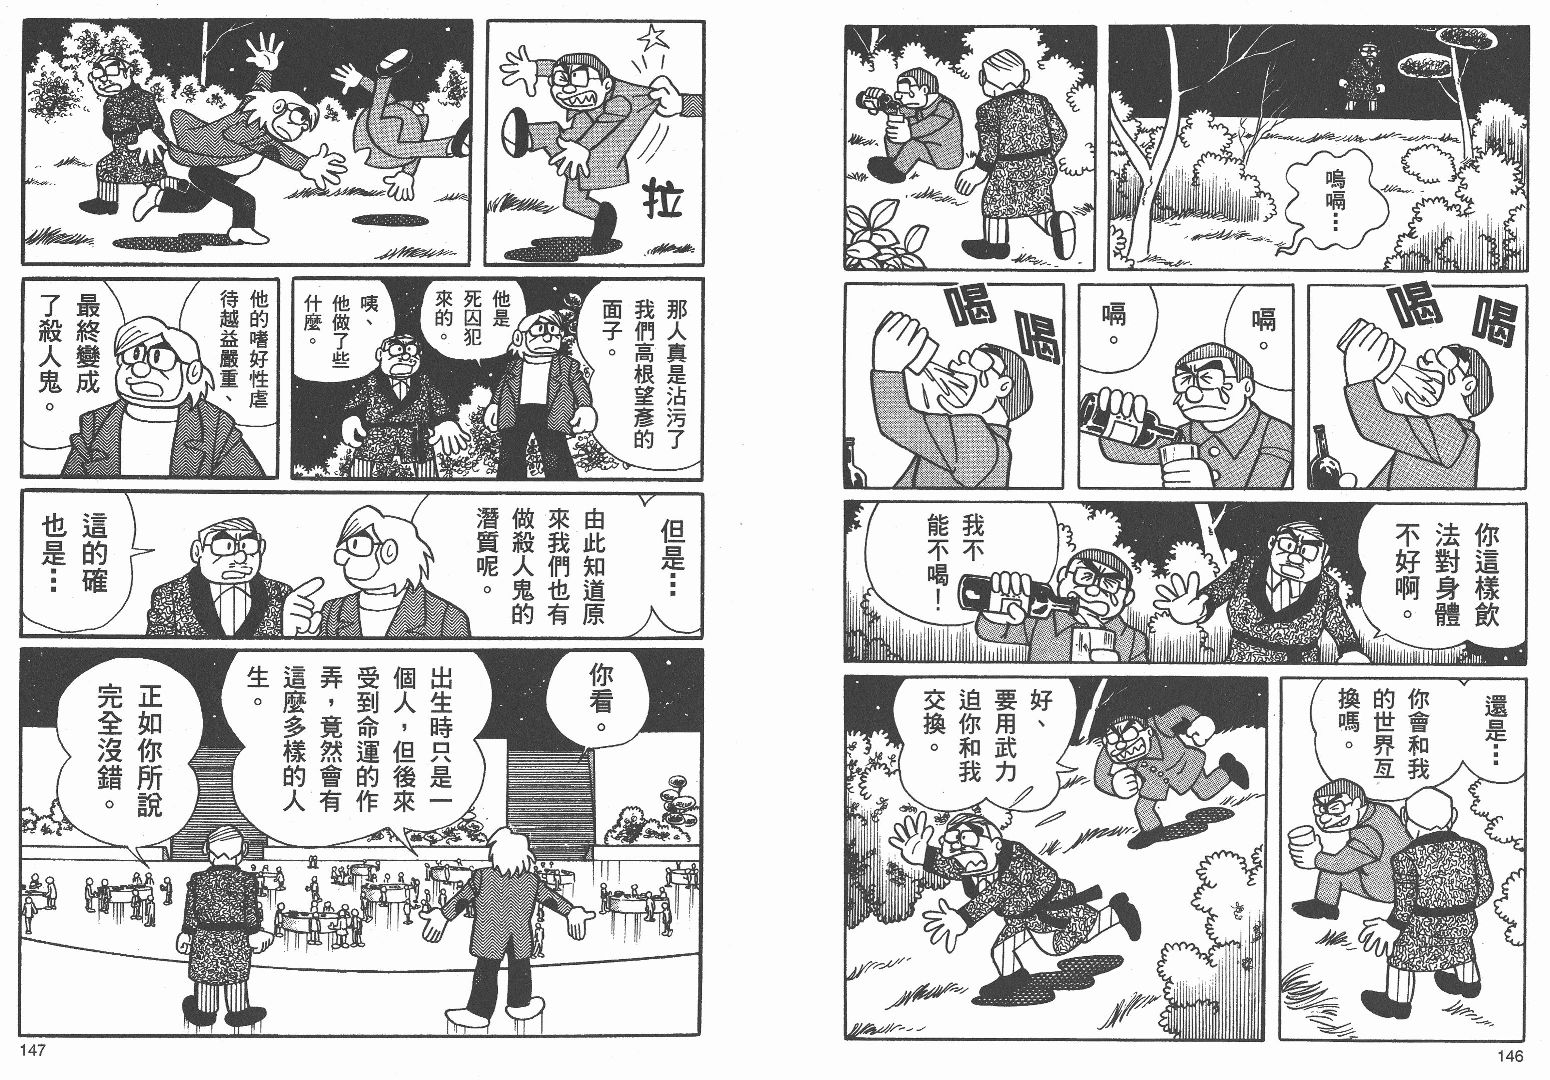 嗚嗝…
喝
喝
嗝。
嗝。
喝
喝
你這樣飲
法對身體
不好啊。
我不
能不喝！
還是…
你會和我
的世界互
換嗎。
好、
要用武力
迫你和我
交換。
146
拉
那人真是沾污了
我們高根望彥的
面子。
他是
死囚犯
來的。
咦、
他做了些
什麼。
他的嗜好性虐
待越益嚴重、
最終變成
了殺人鬼。
但是…
由此知道原
來我們也有
做殺人鬼的
潛質呢。
這的確
也是…
你看。
出生時只是一
個人，但後來
受到命運的作
弄，竟然會有
這麼多樣的人
生。
正如你所說
完全沒錯。
147